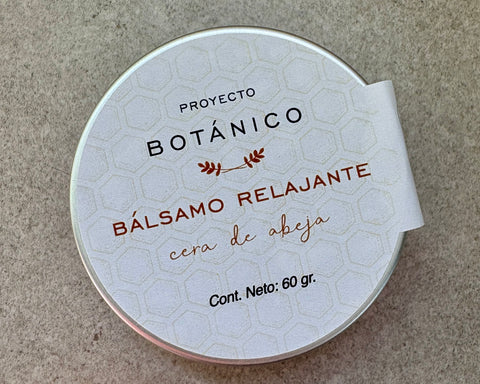 PROYECTO
BOTÁNICO
BÁLSAMO RELAJANTE
cera de abeja
Cont. Neto: 60 gr.